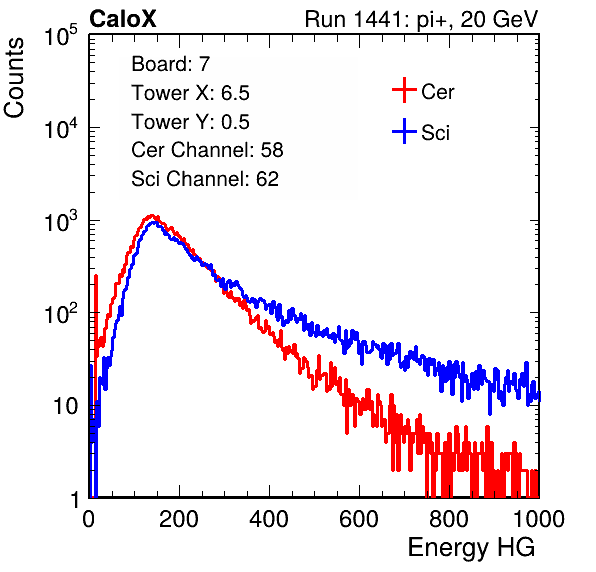 CaloX Run 1441: pi+, 20 GeV
Board: 7
Tower X: 6.5
Tower Y: 0.5
Cer Channel: 58
Sci Channel: 62
Cer
Sci
Counts
10^5
10^4
10^3
10^2
10
1
0 200 400 600 800 1000
Energy HG